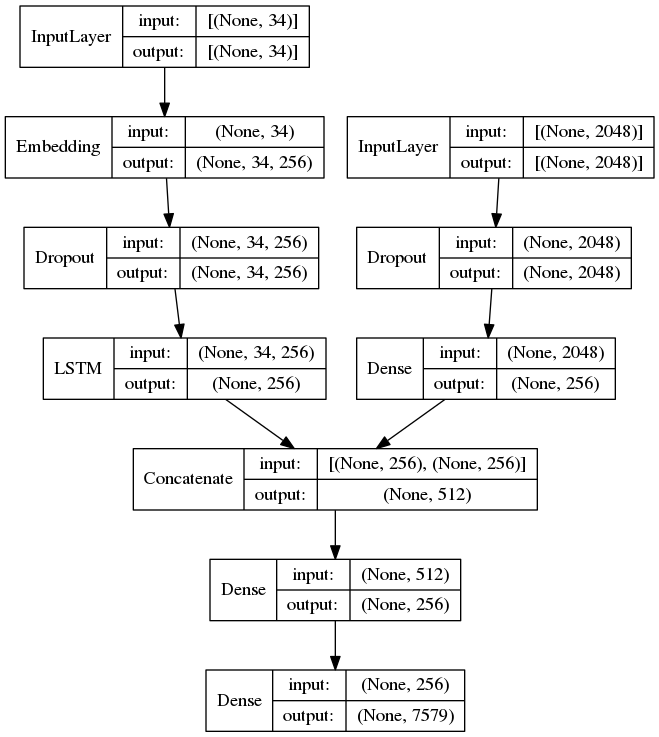 InputLayer
input: [(None, 34)]
output: [(None, 34)]
Embedding
input: (None, 34)
output: (None, 34, 256)
InputLayer
input: [(None, 2048)]
output: [(None, 2048)]
Dropout
input: (None, 34, 256)
output: (None, 34, 256)
Dropout
input: (None, 2048)
output: (None, 2048)
LSTM
input: (None, 34, 256)
output: (None, 256)
Dense
input: (None, 2048)
output: (None, 256)
Concatenate
input: [(None, 256), (None, 256)]
output: (None, 512)
Dense
input: (None, 512)
output: (None, 256)
Dense
input: (None, 256)
output: (None, 7579)